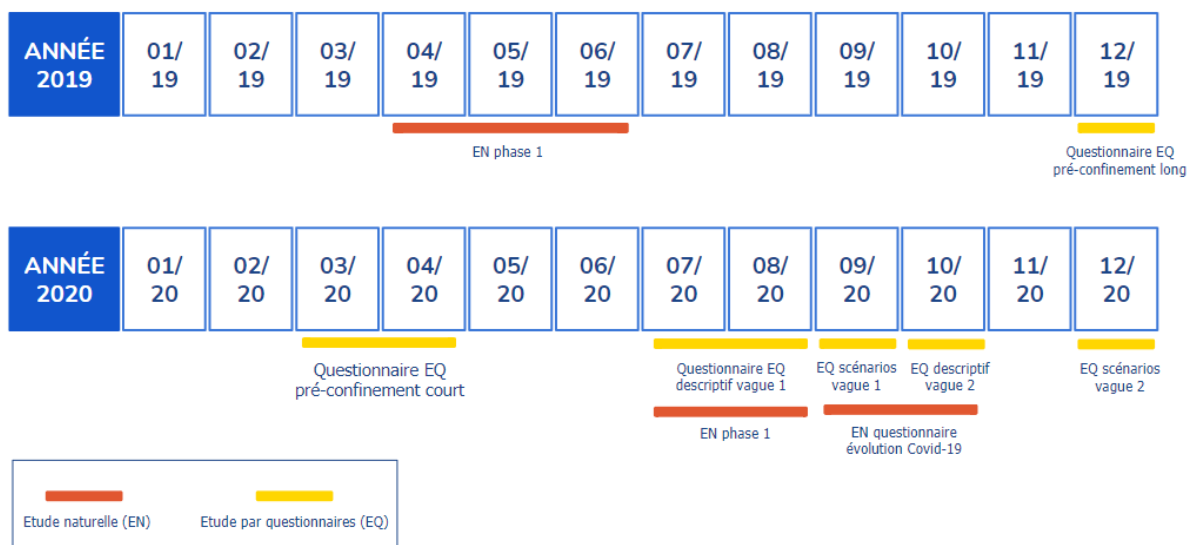 ANNÉE
2019
01/
19
02/
19
03/
19
04/
19
05/
19
06/
19
07/
19
08/
19
09/
19
10/
19
11/
19
12/
19
EN phase 1
Questionnaire EQ
pré-confinement long
ANNÉE
2020
01/
20
02/
20
03/
20
04/
20
05/
20
06/
20
07/
20
08/
20
09/
20
10/
20
11/
20
12/
20
Questionnaire EQ
pré-confinement court
Questionnaire EQ
descriptif vague 1
EQ scénarios
vague 1
EQ descriptif
vague 2
EQ scénarios
vague 2
EN phase 1
EN questionnaire
évolution Covid-19
Etude naturelle (EN)
Etude par questionnaires (EQ)